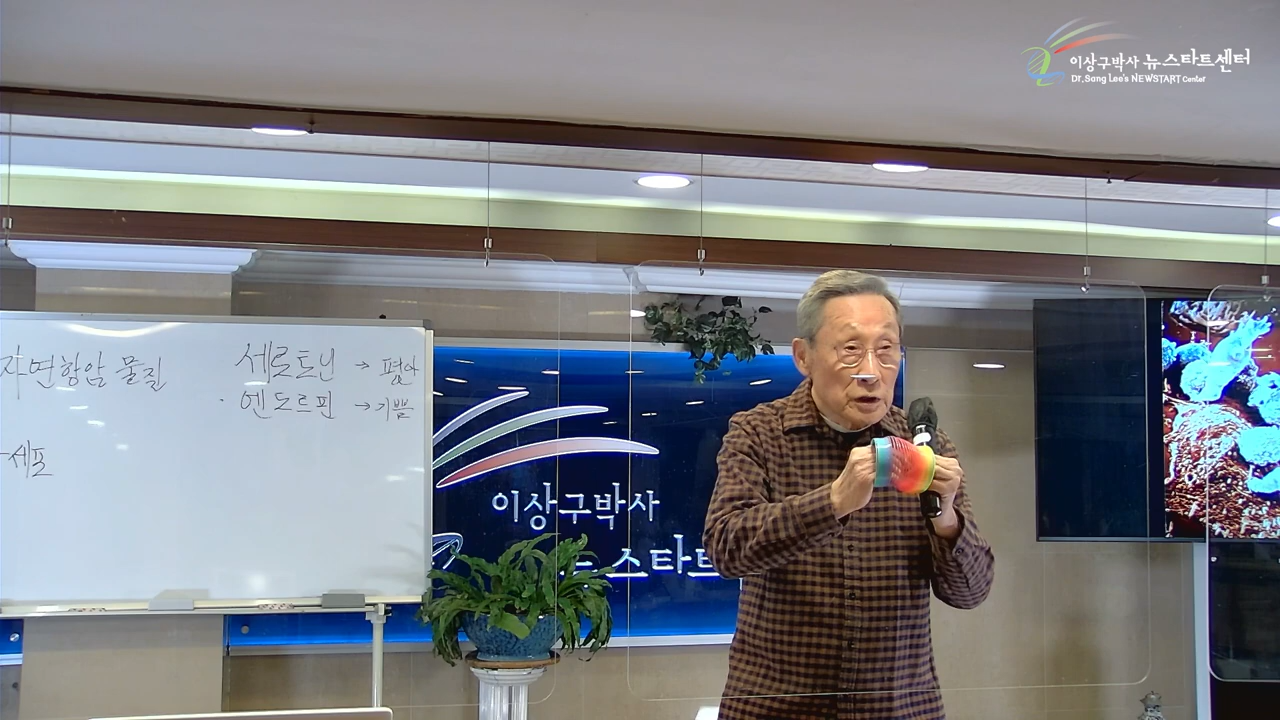 이상구박사 뉴스타트센터
Dr. Sang Lee's NEWSTART Center
자연항암 물질
세로토닌 → 평안
· 엔도르핀 → 기쁨
세포
이상구박사
뉴스타트